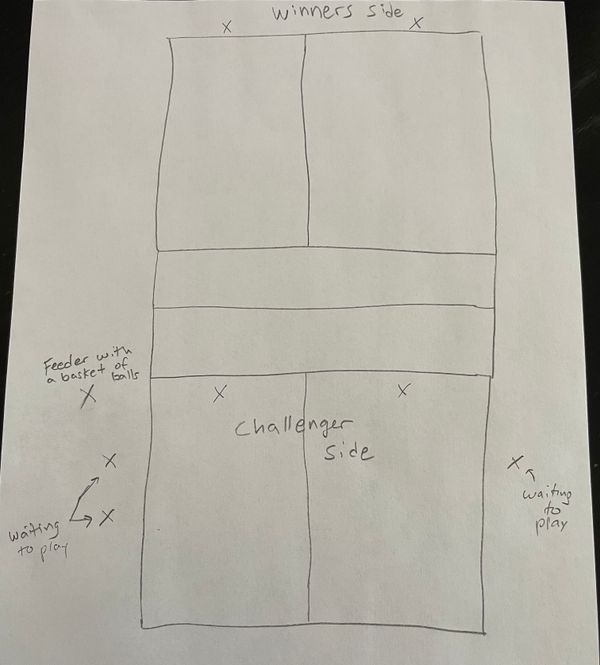 Winners side
X X
Feeder with
a basket of
balls
X
X X
Challenger
side
X
X
waiting
to play
X
waiting
to
play